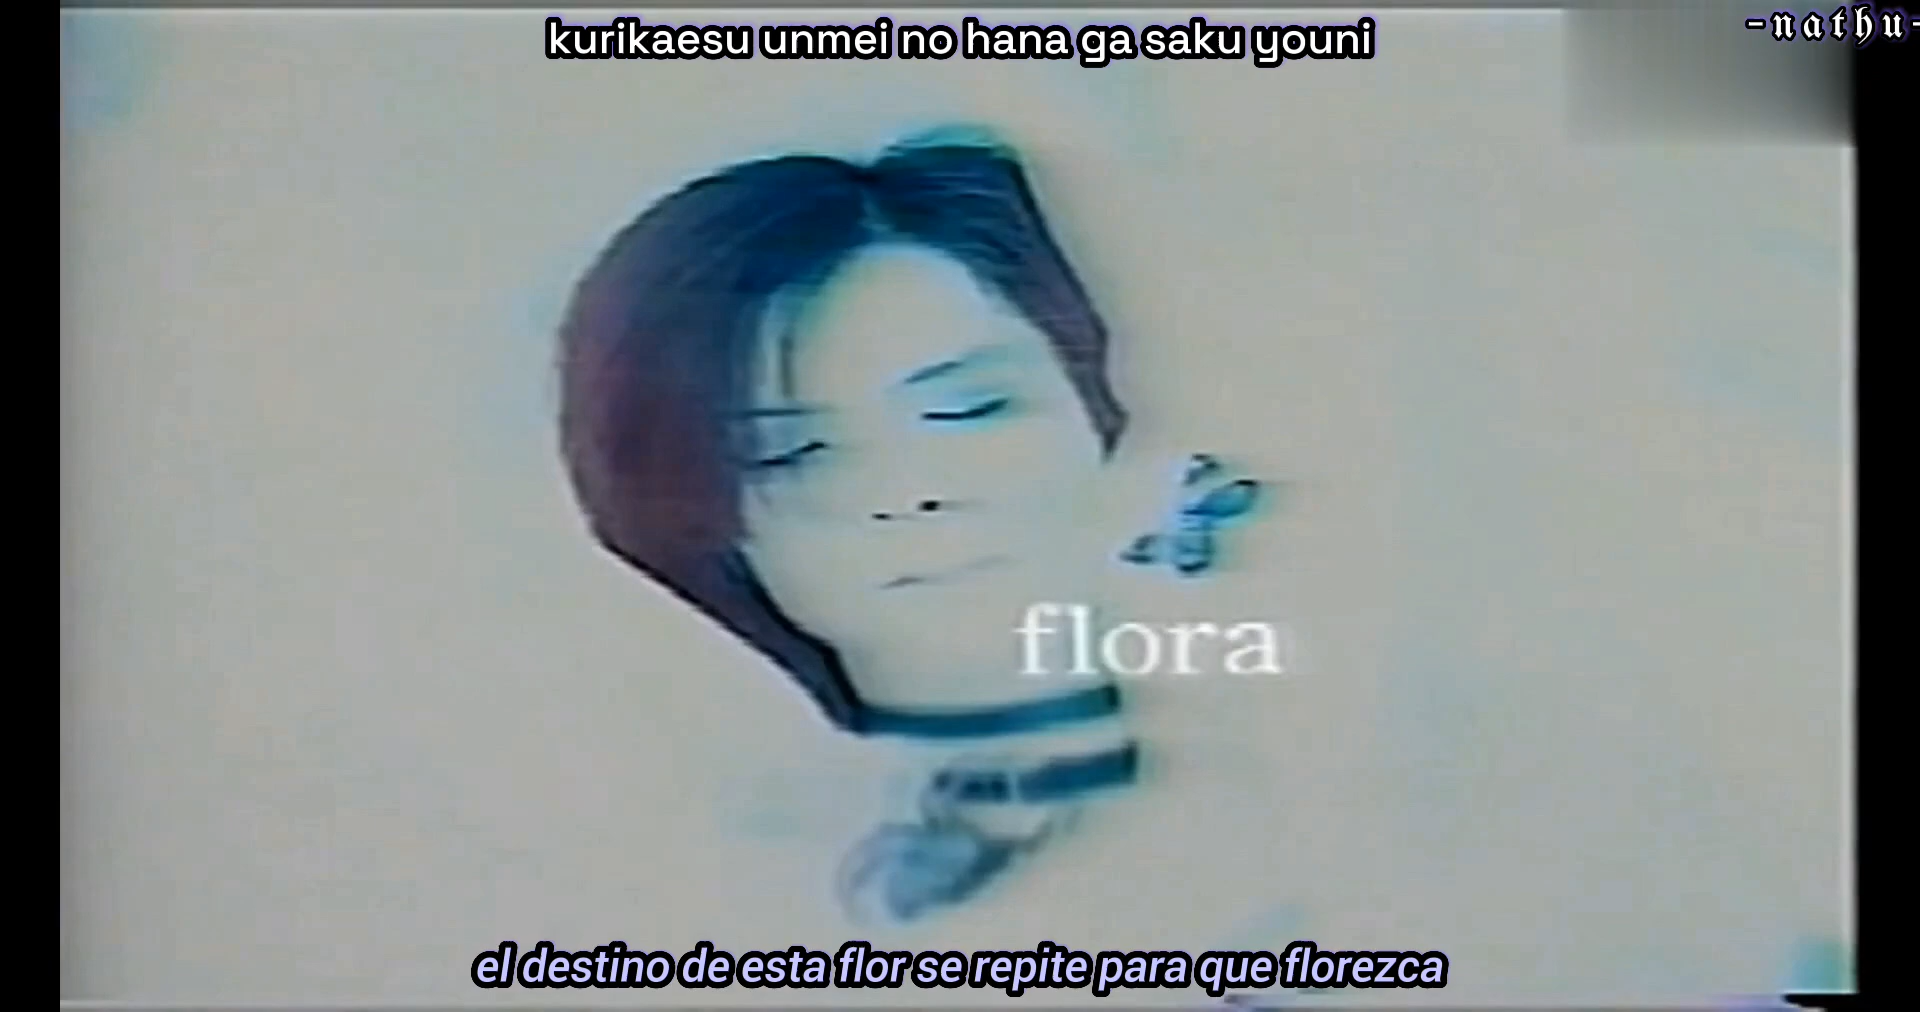 kurikaesu unmei no hana ga saku youni
-nathu-
flora
el destino de esta flor se repite para que florezca